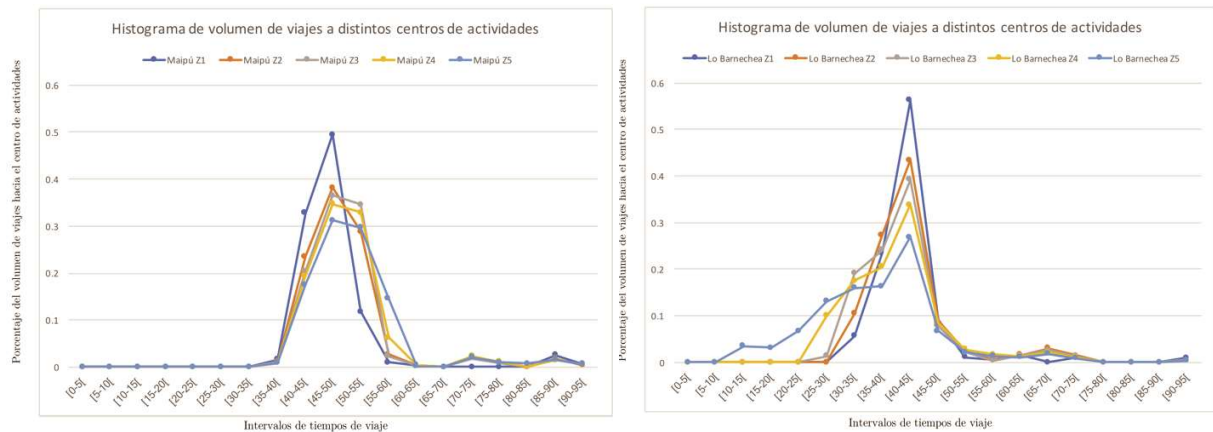 Histograma de volumen de viajes a distintos centros de actividades
Maipú Z1 Maipú Z2 Maipú Z3 Maipú Z4 Maipú Z5
Porcentaje del volumen de viajes hacia el centro de actividades
0.6
0.5
0.4
0.3
0.2
0.1
0
[0-5[ [5-10[ [10-15[ [15-20[ [20-25[ [25-30[ [30-35[ [35-40[ [40-45[ [45-50[ [50-55[ [55-60[ [60-65[ [65-70[ [70-75[ [75-80[ [80-85[ [85-90[ [90-95[
Intervalos de tiempos de viaje
Histograma de volumen de viajes a distintos centros de actividades
Lo Barnechea Z1 Lo Barnechea Z2 Lo Barnechea Z3 Lo Barnechea Z4 Lo Barnechea Z5
Porcentaje del volumen de viajes hacia el centro de actividades
0.6
0.5
0.4
0.3
0.2
0.1
0
[0-5[ [5-10[ [10-15[ [15-20[ [20-25[ [25-30[ [30-35[ [35-40[ [40-45[ [45-50[ [50-55[ [55-60[ [60-65[ [65-70[ [70-75[ [75-80[ [80-85[ [85-90[ [90-95[
Intervalos de tiempos de viaje